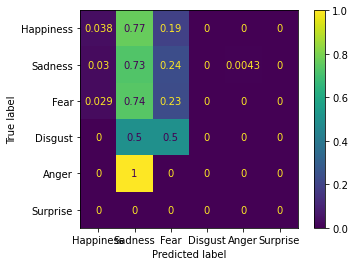 Happiness 0.038 0.77 0.19 0 0 0
Sadness 0.03 0.73 0.24 0 0.0043 0
Fear 0.029 0.74 0.23 0 0 0
Disgust 0 0.5 0.5 0 0 0
Anger 0 1 0 0 0 0
Surprise 0 0 0 0 0 0
Happiness Sadness Fear Disgust Anger Surprise
Predicted label
True label
1.0
0.8
0.6
0.4
0.2
0.0